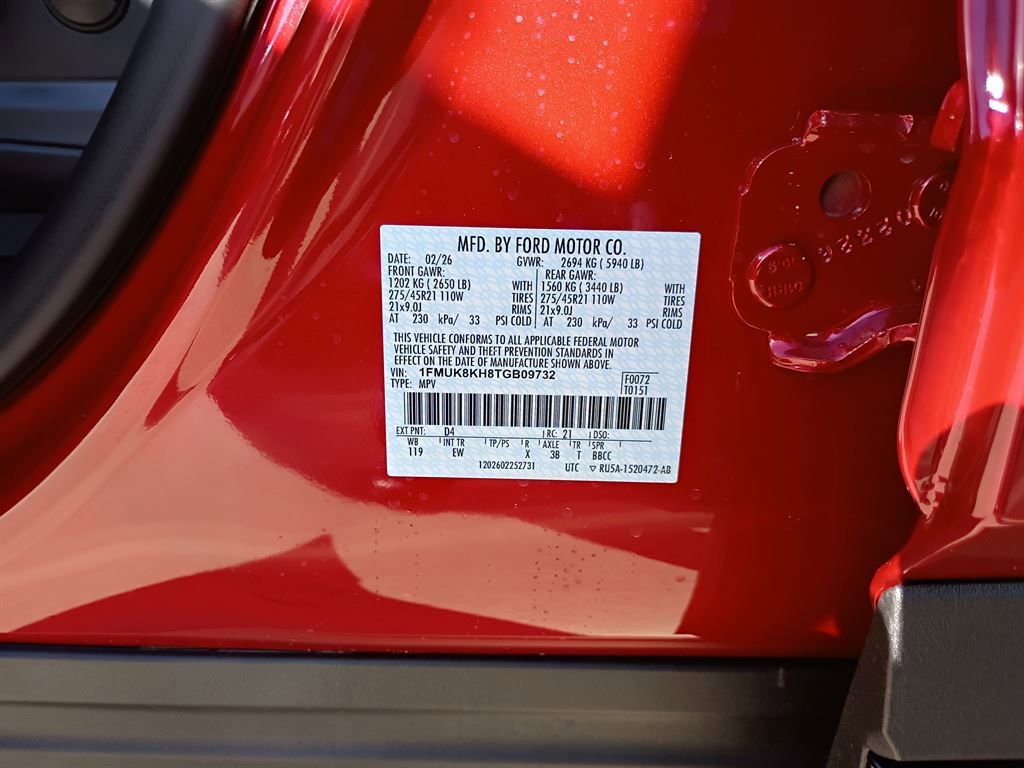 MFD. BY FORD MOTOR CO.
DATE: 02/26 GVWR: 2694 KG ( 5940 LB)
FRONT GAWR: REAR GAWR:
1202 KG ( 2650 LB) WITH 1560 KG ( 3440 LB) WITH
275/45R21 110W TIRES 275/45R21 110W TIRES
21x9.0J RIMS 21x9.0J RIMS
AT 230 kPa/ 33 PSI COLD AT 230 kPa/ 33 PSI COLD
THIS VEHICLE CONFORMS TO ALL APPLICABLE FEDERAL MOTOR
VEHICLE SAFETY AND THEFT PREVENTION STANDARDS IN
EFFECT ON THE DATE OF MANUFACTURE SHOWN ABOVE.
VIN: 1FMUK8KH8TGB09732 F0072
TYPE: MPV T0151
EXT PNT: D4 RC: 21 DSO:
WB INT TR TP/PS R AXLE TR SPR
119 EW X 3B T BBCC
1202602252731 UTC ▽ RU5A-1520472-AB